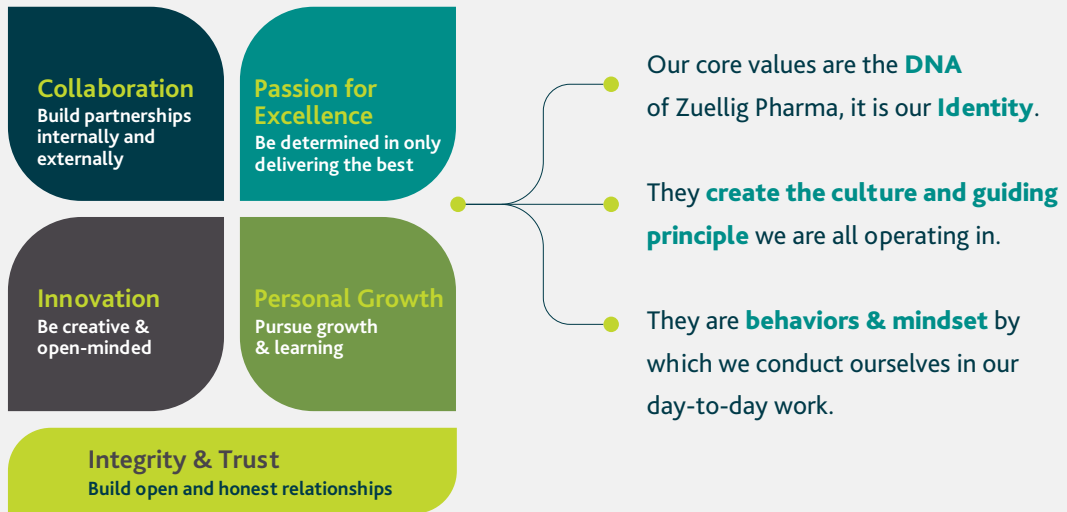 Collaboration
Build partnerships
internally and
externally
Passion for
Excellence
Be determined in only
delivering the best
Innovation
Be creative &
open-minded
Personal Growth
Pursue growth
& learning
Integrity & Trust
Build open and honest relationships
Our core values are the DNA
of Zuellig Pharma, it is our Identity.
They create the culture and guiding
principle we are all operating in.
They are behaviors & mindset by
which we conduct ourselves in our
day-to-day work.